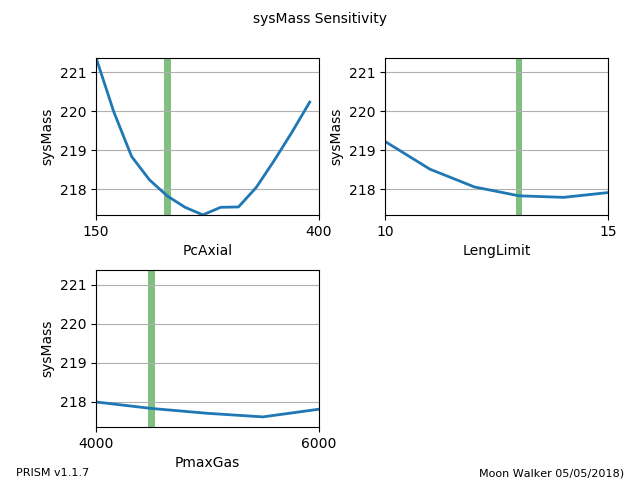 sysMass Sensitivity
221
220
219
218
sysMass
150
400
PcAxial
221
220
219
218
sysMass
10
15
LengLimit
221
220
219
218
sysMass
4000
6000
PmaxGas
PRISM v1.1.7
Moon Walker 05/05/2018)